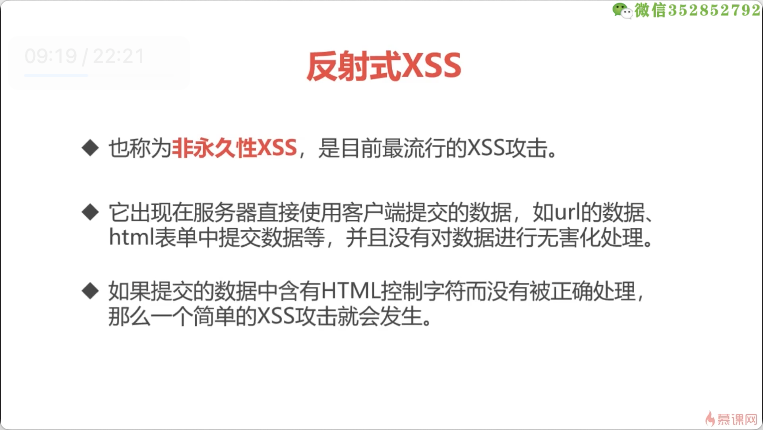 微信352852792
09:19 / 22:21
反射式XSS
◆ 也称为非永久性XSS，是目前最流行的XSS攻击。
◆ 它出现在服务器直接使用客户端提交的数据，如url的数据、
html表单中提交数据等，并且没有对数据进行无害化处理。
◆ 如果提交的数据中含有HTML控制字符而没有被正确处理，
那么一个简单的XSS攻击就会发生。
慕课网